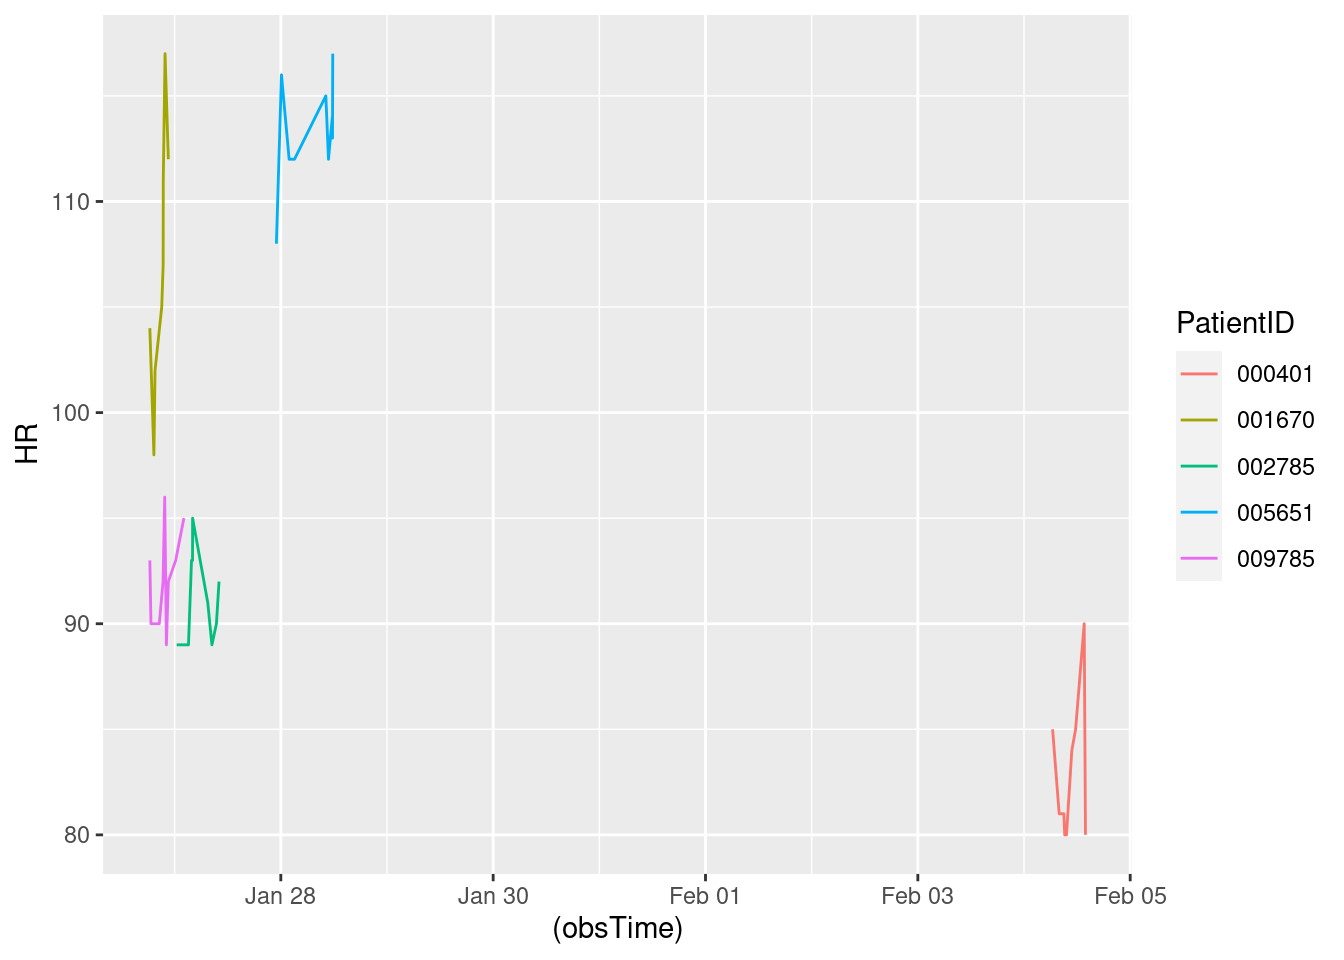 110
100
90
80
HR
Jan 28
Jan 30
Feb 01
Feb 03
Feb 05
(obsTime)
PatientID
000401
001670
002785
005651
009785